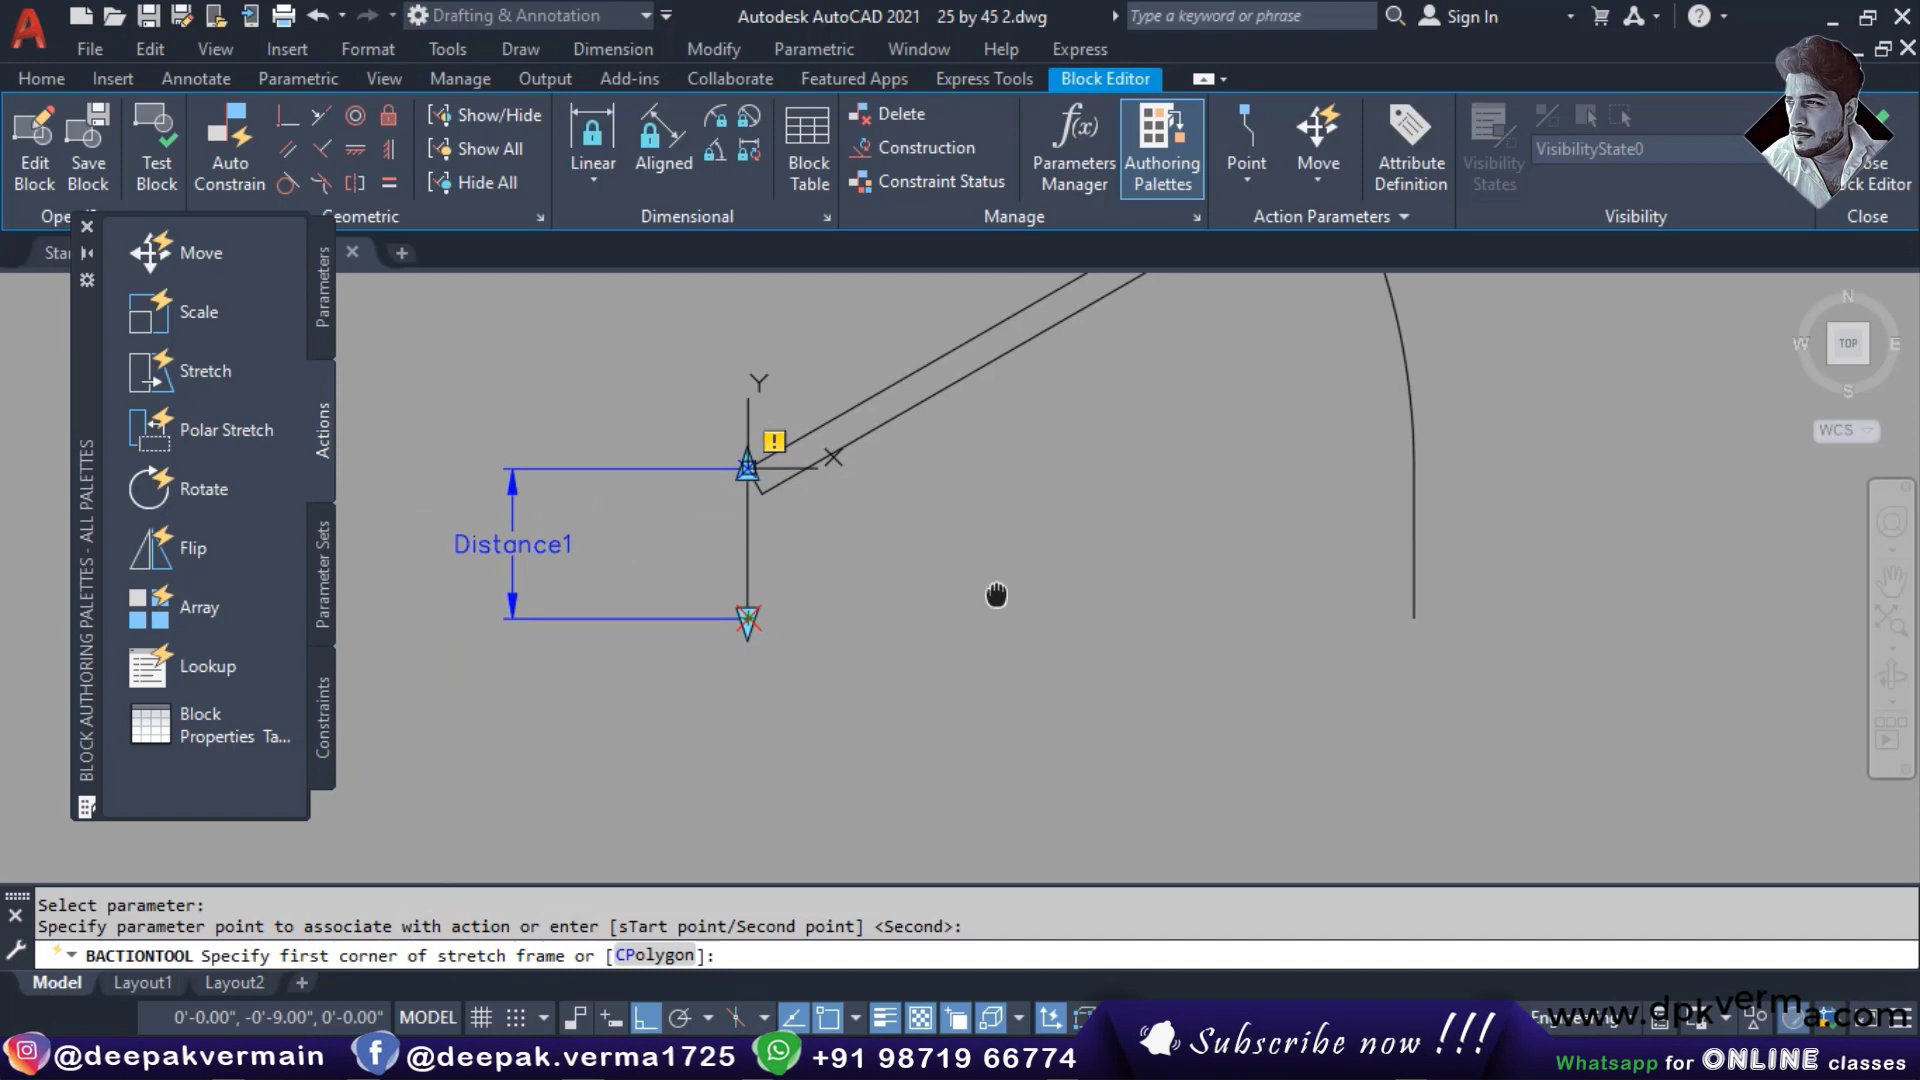 Drafting & Annotation
Autodesk AutoCAD 2021 25 by 45 2.dwg
Type a keyword or phrase
Sign In
File Edit View Insert Format Tools Draw Dimension Modify Parametric Window Help Express
Home Insert Annotate Parametric View Manage Output Add-ins Collaborate Featured Apps Express Tools Block Editor
Edit Block
Save Block
Test Block
Auto Constrain
Show/Hide
Show All
Hide All
Geometric
Linear
Aligned
Block Table
Dimensional
Delete
Construction
Constraint Status
Parameters Manager
Authoring Palettes
Manage
Point
Move
Action Parameters
Attribute Definition
Visibility States
VisibilityState0
Visibility
Close
Move
Scale
Stretch
Polar Stretch
Rotate
Flip
Array
Lookup
Block Properties Ta...
Parameters
Actions
Parameter Sets
Constraints
BLOCK AUTHORING PALETTES - ALL PALETTES
Y
X
Distance1
N
W TOP E
S
WCS
Select parameter:
Specify parameter point to associate with action or enter [sTart point/Second point] <Second>:
BACTIONTOOL Specify first corner of stretch frame or [CPolygon]:
Model Layout1 Layout2
0'-0.00", -0'-9.00", 0'-0.00" MODEL
@deepakvermain
@deepak.verma1725
+91 98719 66774
Subscribe now !!!
www.dpkverma.com
Whatsapp for ONLINE classes